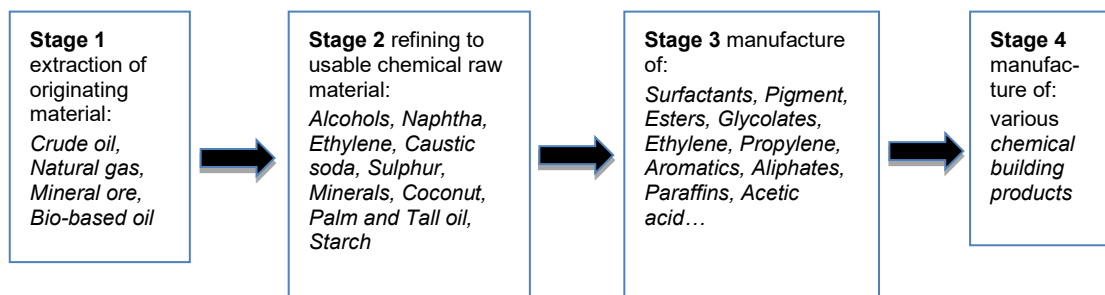 Stage 1
extraction of
originating
material:
Crude oil,
Natural gas,
Mineral ore,
Bio-based oil
Stage 2 refining to
usable chemical raw
material:
Alcohols, Naphtha,
Ethylene, Caustic
soda, Sulphur,
Minerals, Coconut,
Palm and Tall oil,
Starch
Stage 3 manufacture
of:
Surfactants, Pigment,
Esters, Glycolates,
Ethylene, Propylene,
Aromatics, Aliphates,
Paraffins, Acetic
acid…
Stage 4
manufac-
ture of:
various
chemical
building
products